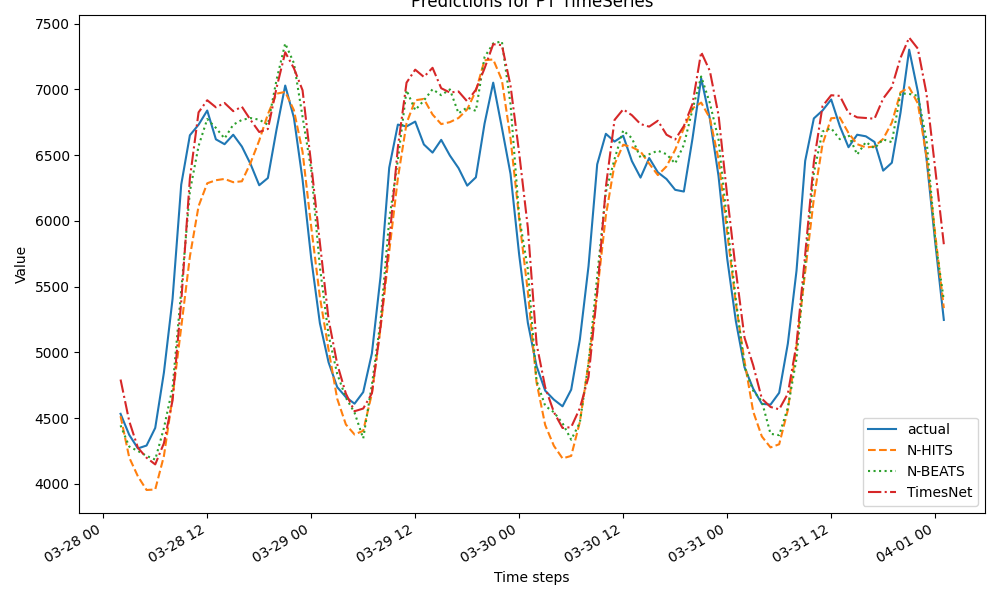 Predictions for PT TimeSeries
7500
7000
6500
6000
5500
5000
4500
4000
Value
03-28 00
03-28 12
03-29 00
03-29 12
03-30 00
03-30 12
03-31 00
03-31 12
04-01 00
Time steps
actual
N-HITS
N-BEATS
TimesNet